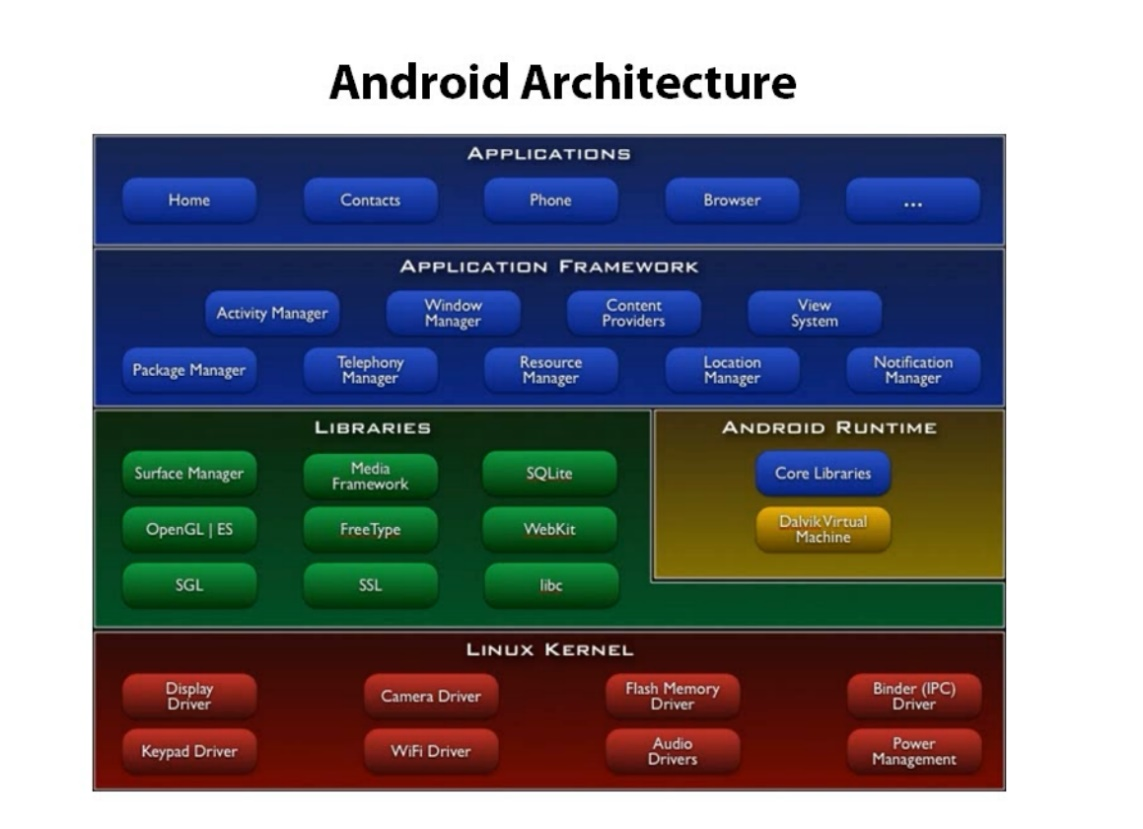 Android Architecture
APPLICATIONS
Home
Contacts
Phone
Browser
...
APPLICATION FRAMEWORK
Activity Manager
Window
Manager
Content
Providers
View
System
Package Manager
Telephony
Manager
Resource
Manager
Location
Manager
Notification
Manager
LIBRARIES
Surface Manager
Media
Framework
SQLite
OpenGL | ES
FreeType
WebKit
SGL
SSL
libc
ANDROID RUNTIME
Core Libraries
Dalvik Virtual
Machine
LINUX KERNEL
Display
Driver
Camera Driver
Flash Memory
Driver
Binder (IPC)
Driver
Keypad Driver
WiFi Driver
Audio
Drivers
Power
Management